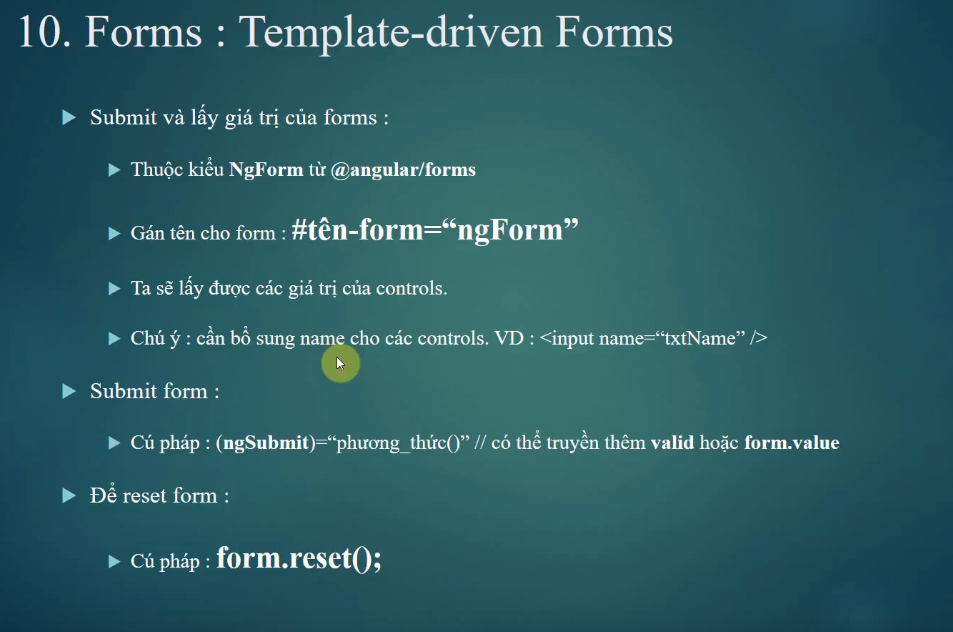 10. Forms : Template-driven Forms
Submit và lấy giá trị của forms :
Thuộc kiểu NgForm từ @angular/forms
Gán tên cho form : #tên-form=“ngForm”
Ta sẽ lấy được các giá trị của controls.
Chú ý : cần bổ sung name cho các controls. VD : <input name=“txtName” />
Submit form :
Cú pháp : (ngSubmit)=“phương_thức()” // có thể truyền thêm valid hoặc form.value
Để reset form :
Cú pháp : form.reset();